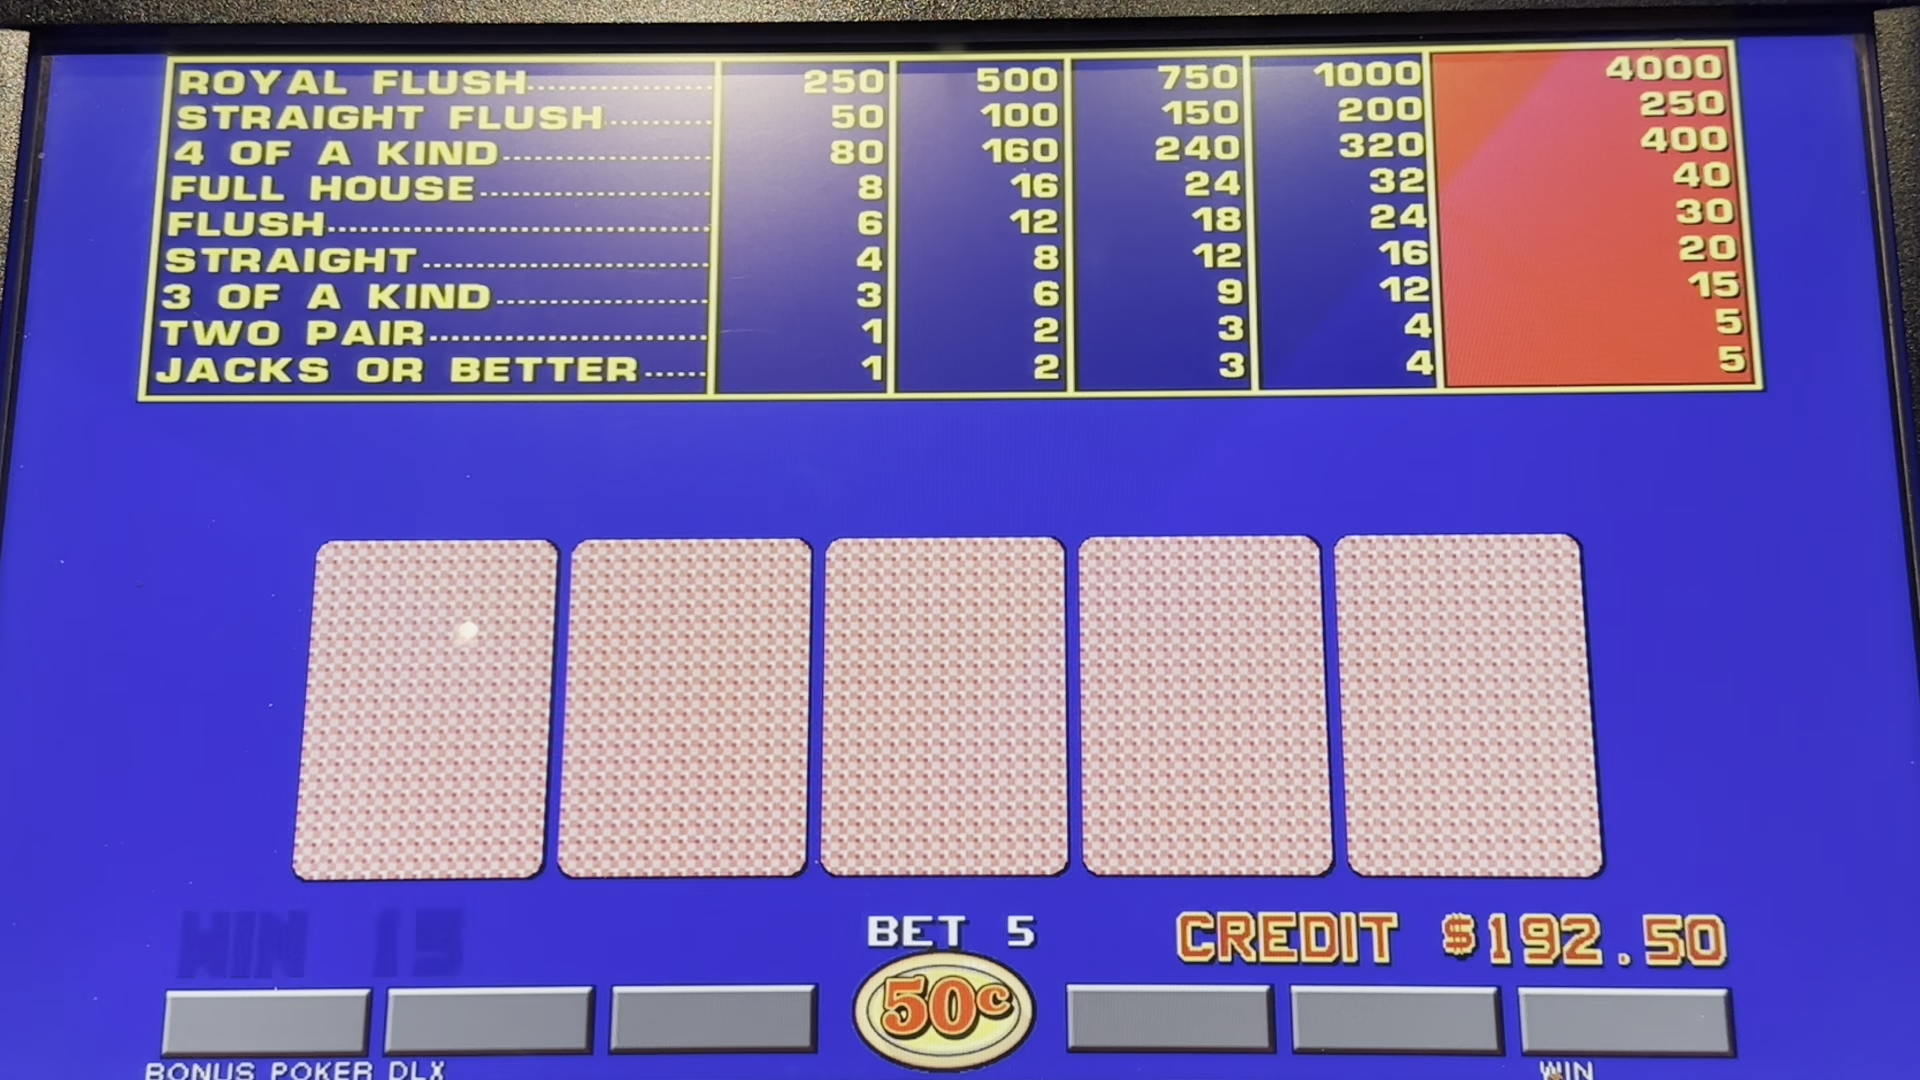 ROYAL FLUSH 250 500 750 1000 4000
STRAIGHT FLUSH 50 100 150 200 250
4 OF A KIND 80 160 240 320 400
FULL HOUSE 8 16 24 32 40
FLUSH 6 12 18 24 30
STRAIGHT 4 8 12 16 20
3 OF A KIND 3 6 9 12 15
TWO PAIR 1 2 3 4 5
JACKS OR BETTER 1 2 3 4 5
WIN 15 BET 5 CREDIT $192.50
50¢
BONUS POKER DLX WIN